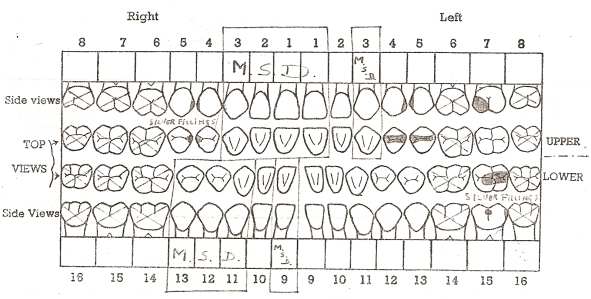 Right Left
8 7 6 5 4 3 2 1 1 2 3 4 5 6 7 8
M. S. D. M. S. D.
Side views
SILVER FILLINGS
TOP UPPER
VIEWS LOWER
SILVER FILLINGS
Side Views
M. S. D. M. S. D.
16 15 14 13 12 11 10 9 9 10 11 12 13 14 15 16